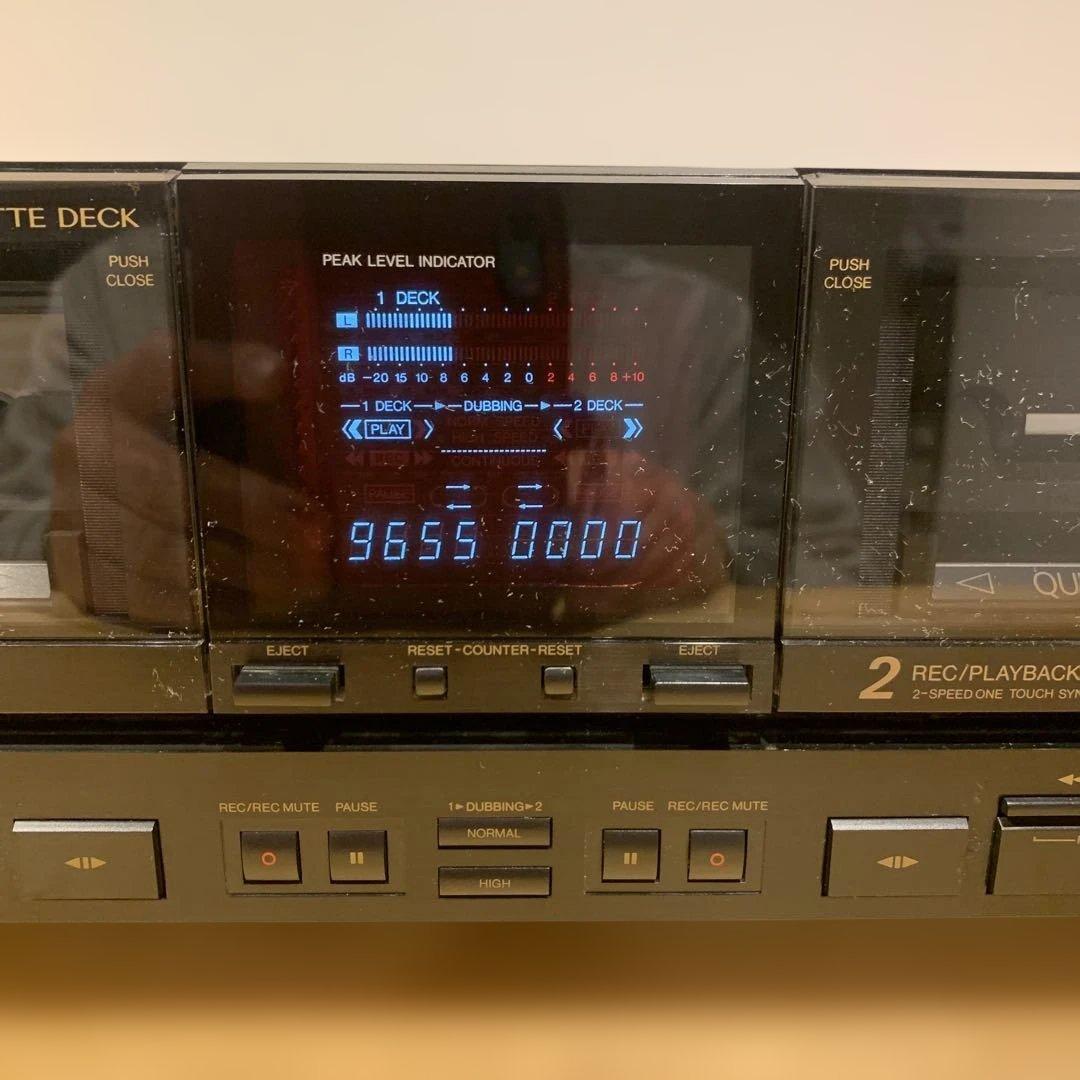 TTE DECK
PUSH
CLOSE
PEAK LEVEL INDICATOR
PUSH
CLOSE
1 DECK
L
R
dB -20 15 10 8 6 4 2 0 2 4 6 8 +10
1 DECK DUBBING 2 DECK
PLAY
CONTINUOUS
9655 0000
QU
EJECT
RESET-COUNTER-RESET
EJECT
2 REC/PLAYBACK
2-SPEED ONE TOUCH SYN
REC/REC MUTE PAUSE
1▶DUBBING▶2
PAUSE REC/REC MUTE
NORMAL
HIGH